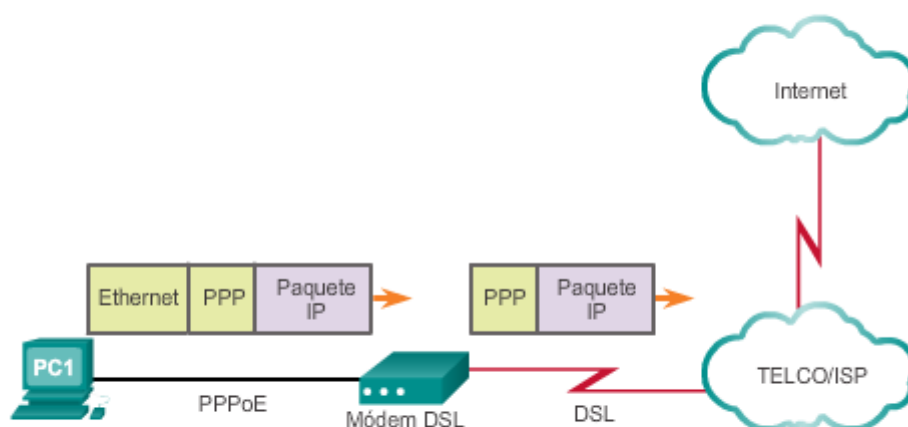 Internet
Ethernet
PPP
Paquete
IP
PPP
Paquete
IP
PC1
PPPoE
Módem DSL
DSL
TELCO/ISP